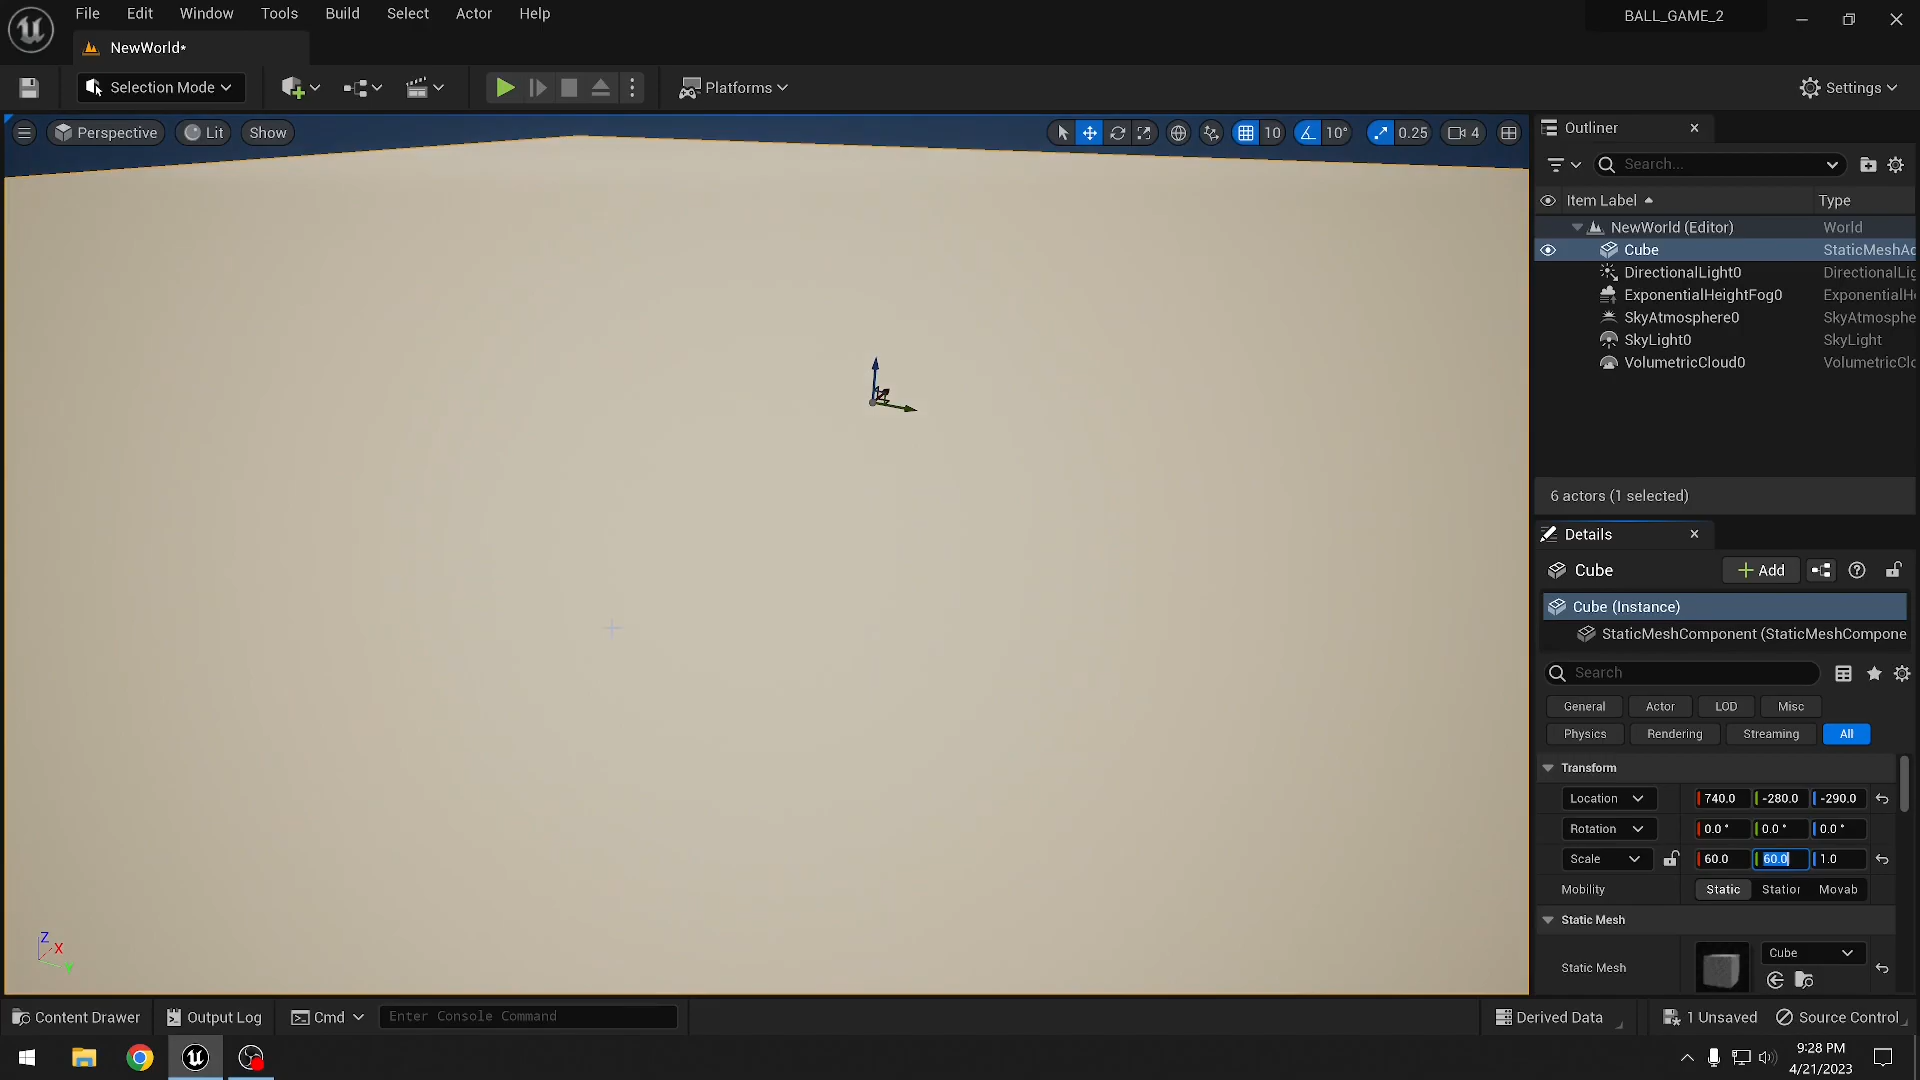 File Edit Window Tools Build Select Actor Help
BALL_GAME_2
NewWorld*
Selection Mode
Platforms
Settings
Perspective Lit Show
10 10° 0.25 4
Outliner
Search...
Item Label Type
NewWorld (Editor) World
Cube StaticMeshAc
DirectionalLight0 DirectionalLig
ExponentialHeightFog0 ExponentialH
SkyAtmosphere0 SkyAtmosphe
SkyLight0 SkyLight
VolumetricCloud0 VolumetricClo
6 actors (1 selected)
Details
Cube
Add
Cube (Instance)
StaticMeshComponent (StaticMeshCompone
Search
General Actor LOD Misc
Physics Rendering Streaming All
Transform
Location 740.0 -280.0 -290.0
Rotation 0.0 ° 0.0 ° 0.0 °
Scale 60.0 60.0 1.0
Mobility Static Station Movab
Static Mesh
Static Mesh Cube
Z
X
Y
Content Drawer Output Log Cmd Enter Console Command
Derived Data 1 Unsaved Source Control
9:28 PM
4/21/2023